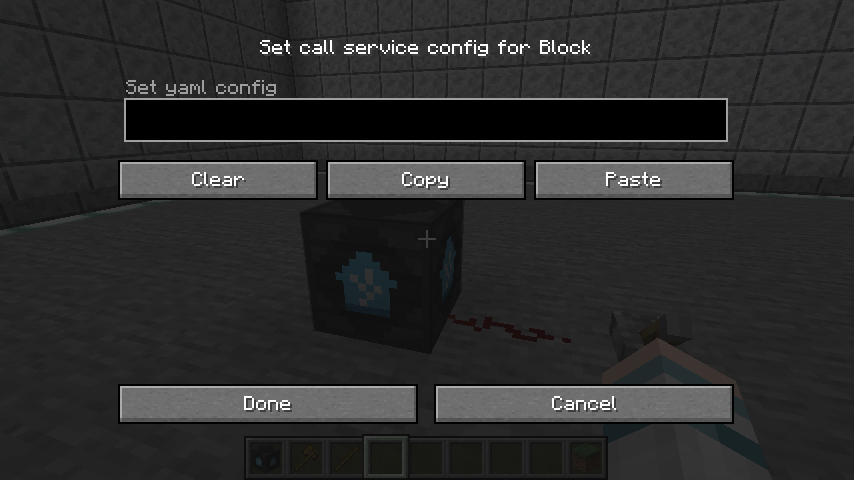 Set call service config for Block
Set yaml config
Clear Copy Paste
Done Cancel